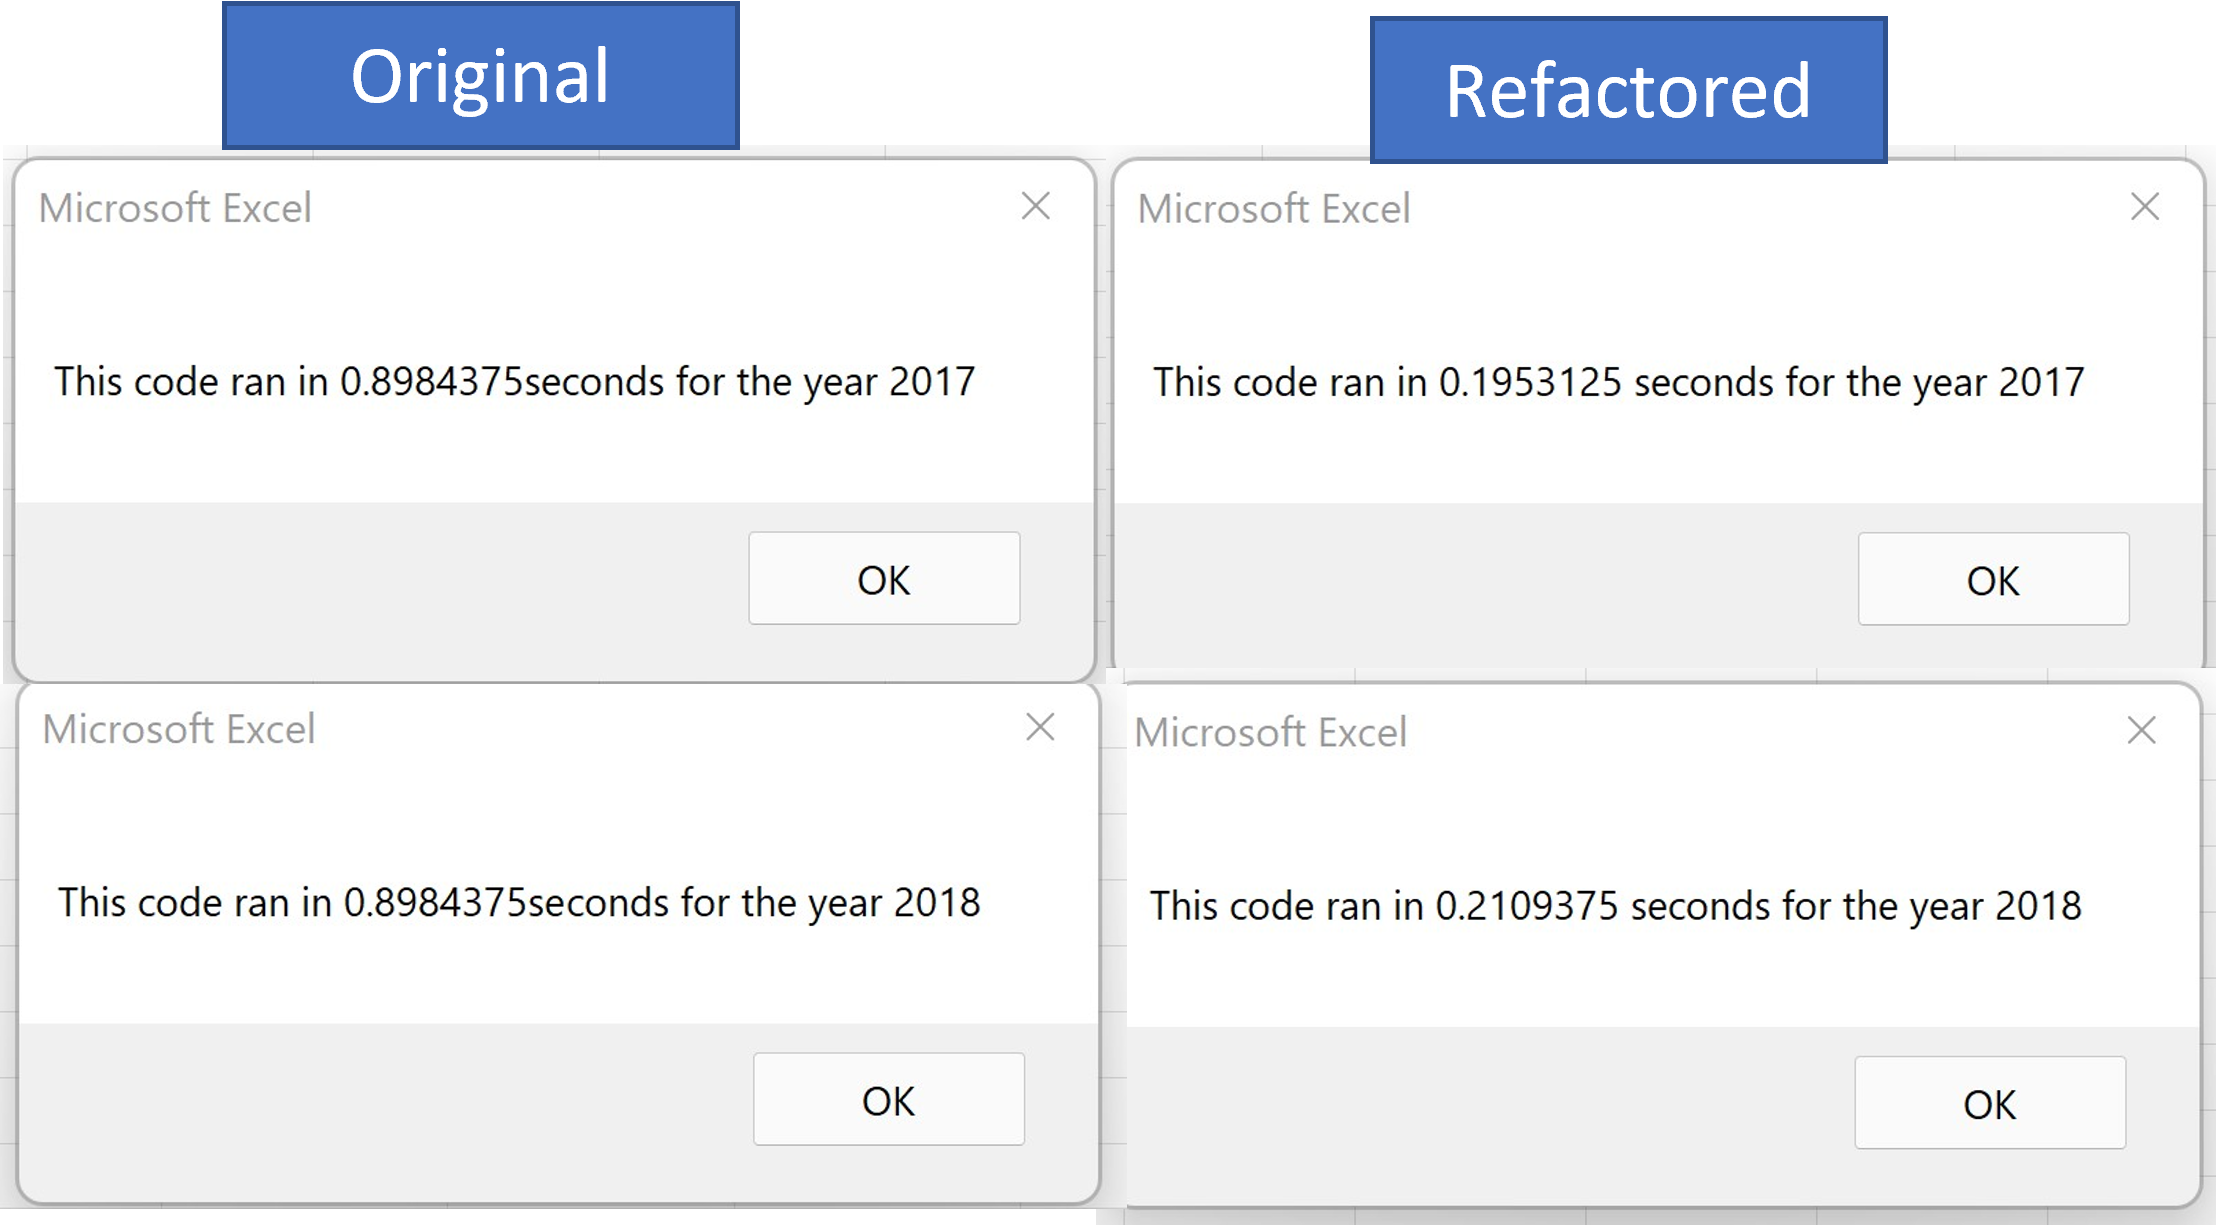 Original
Refactored
Microsoft Excel
This code ran in 0.8984375seconds for the year 2017
OK
Microsoft Excel
This code ran in 0.1953125 seconds for the year 2017
OK
Microsoft Excel
This code ran in 0.8984375seconds for the year 2018
OK
Microsoft Excel
This code ran in 0.2109375 seconds for the year 2018
OK